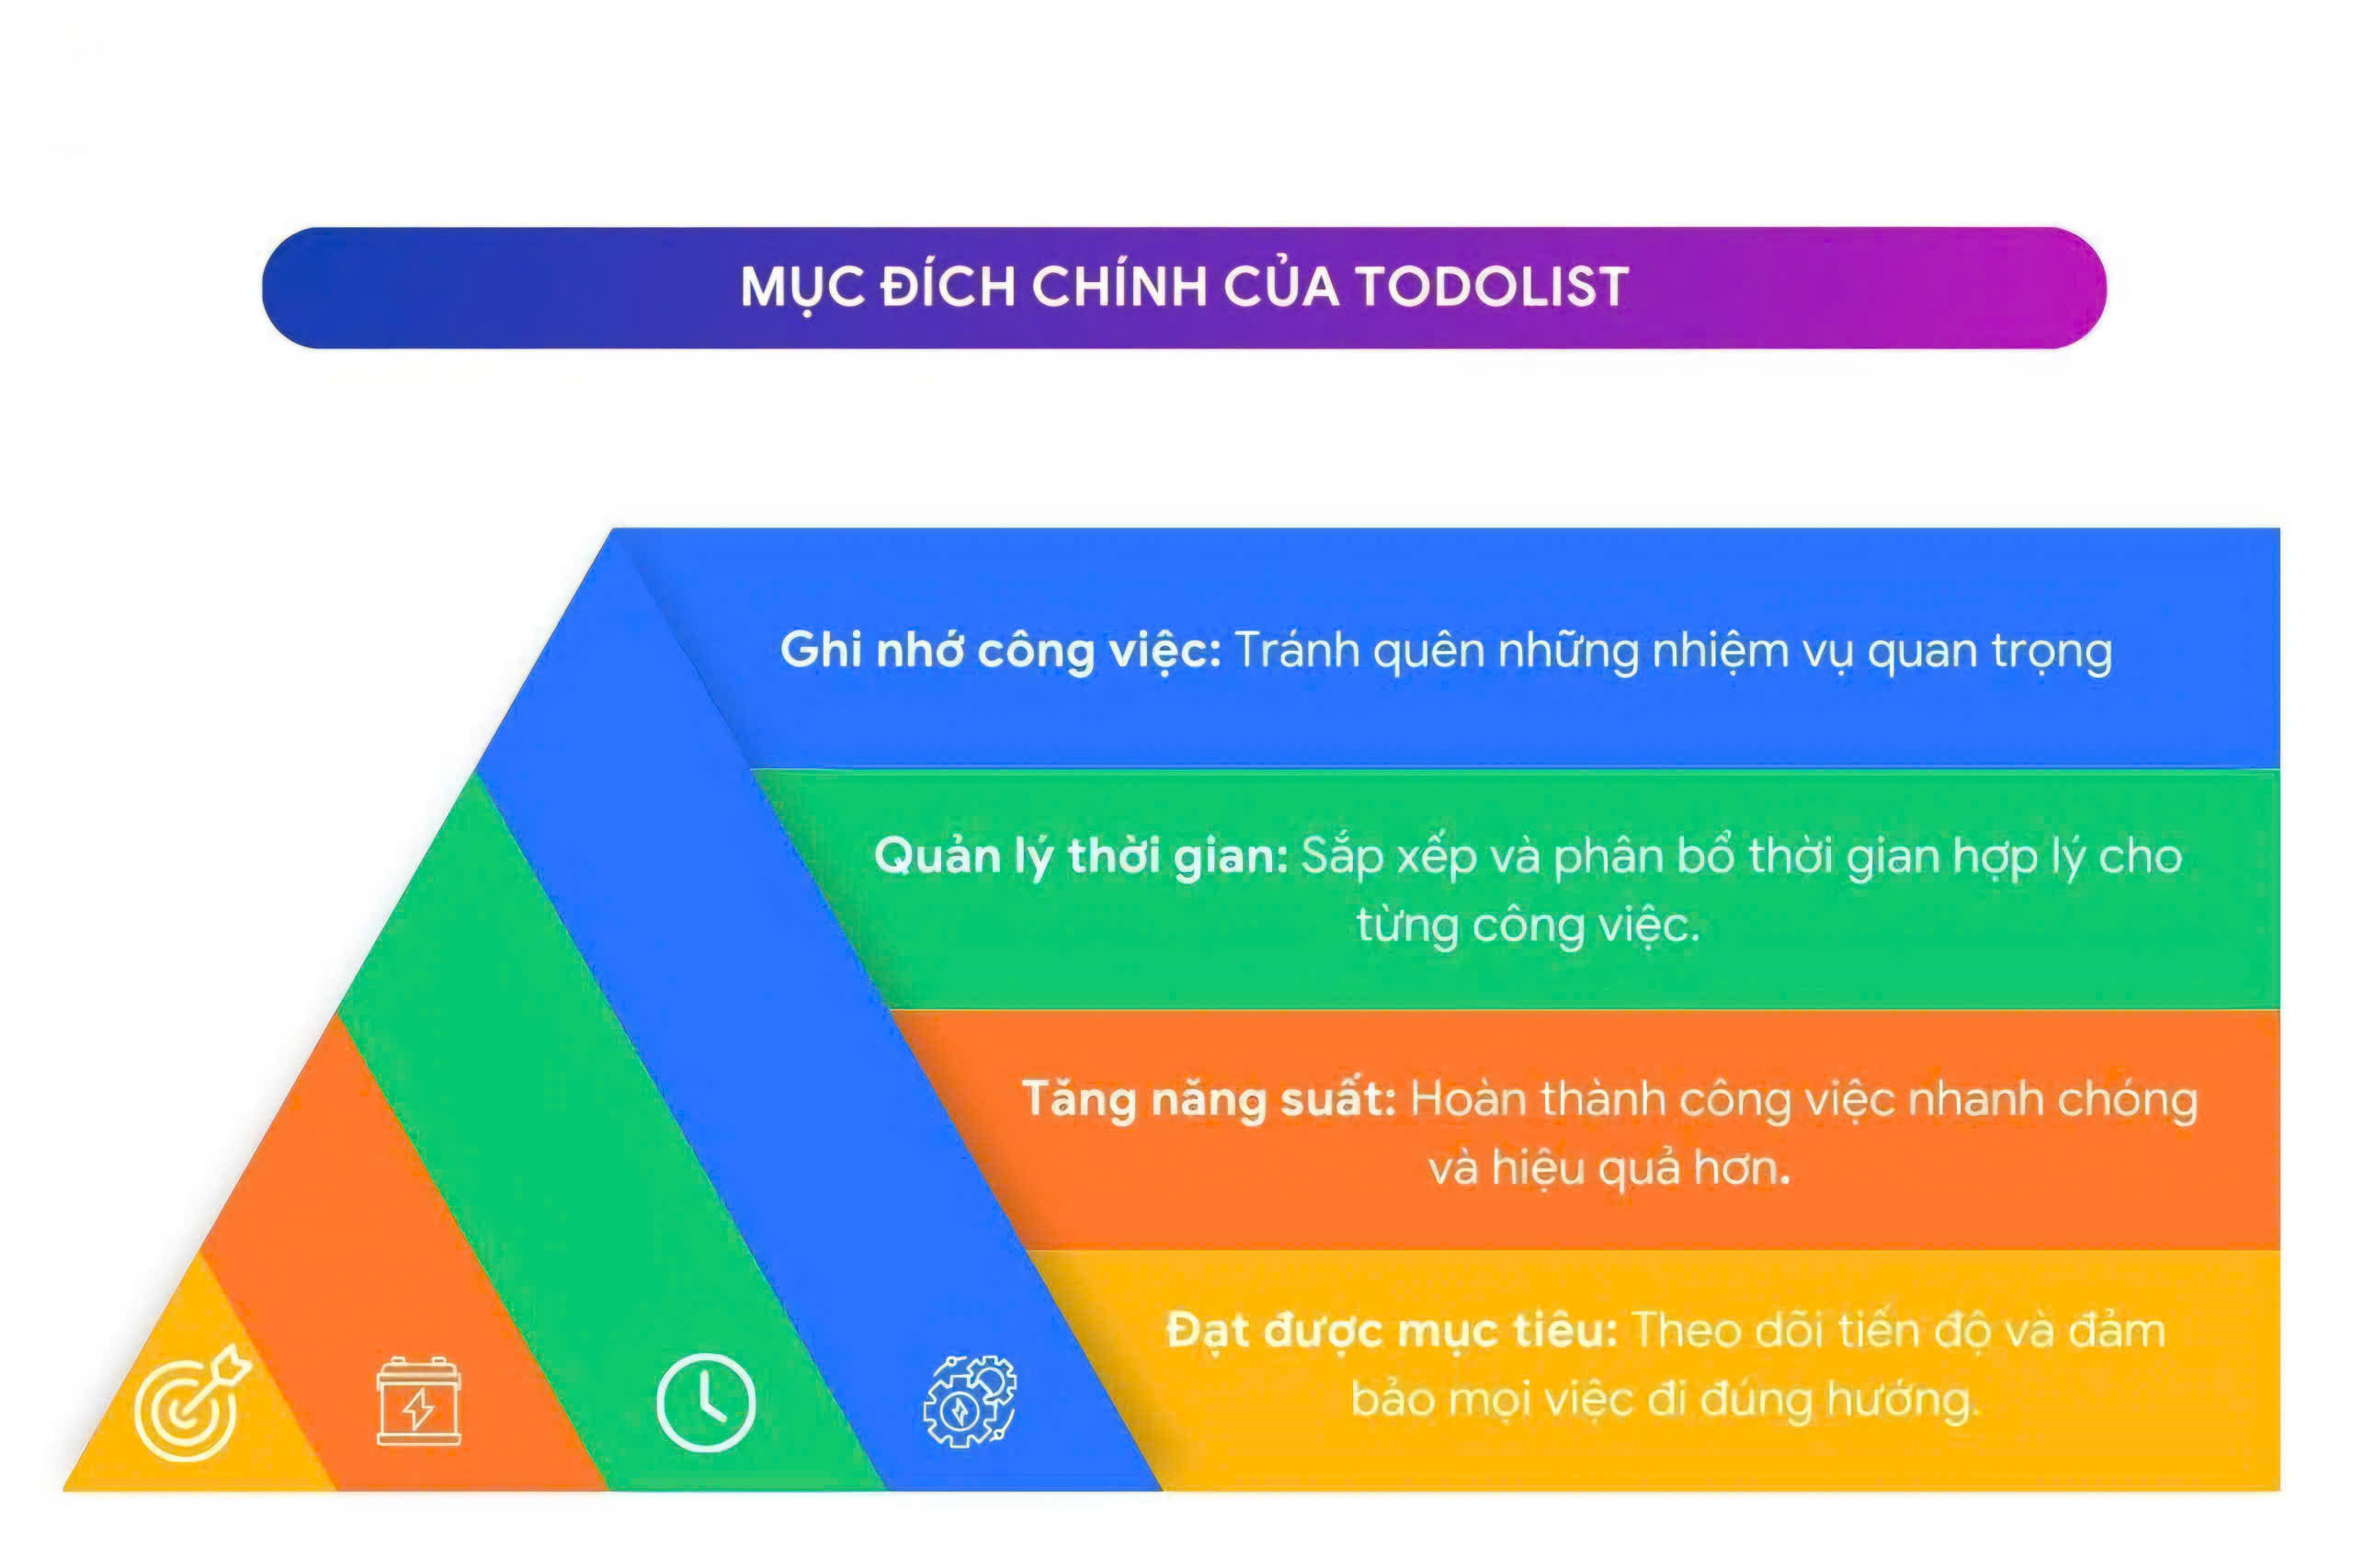 MỤC ĐÍCH CHÍNH CỦA TODOLIST
Ghi nhớ công việc: Tránh quên những nhiệm vụ quan trọng
Quản lý thời gian: Sắp xếp và phân bổ thời gian hợp lý cho
từng công việc.
Tăng năng suất: Hoàn thành công việc nhanh chóng
và hiệu quả hơn.
Đạt được mục tiêu: Theo dõi tiến độ và đảm
bảo mọi việc đi đúng hướng.